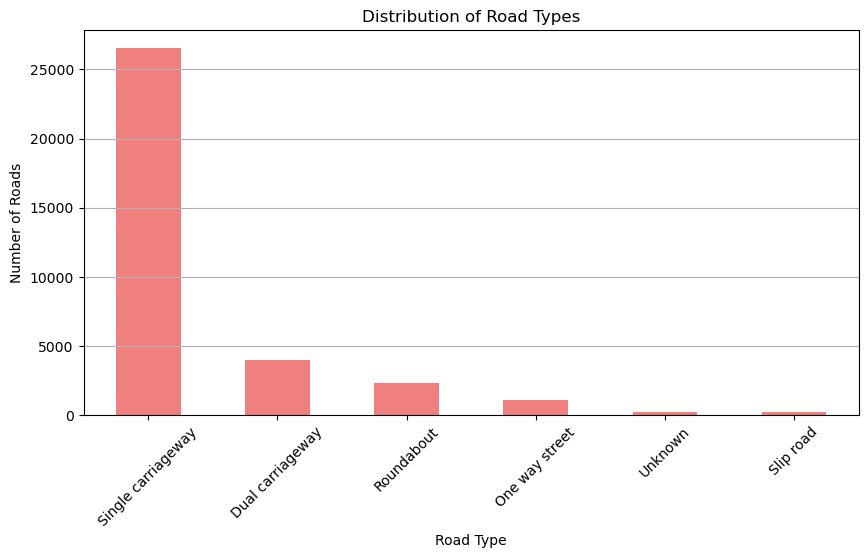 Distribution of Road Types
Number of Roads
25000
20000
15000
10000
5000
0
Single carriageway
Dual carriageway
Roundabout
One way street
Unknown
Slip road
Road Type